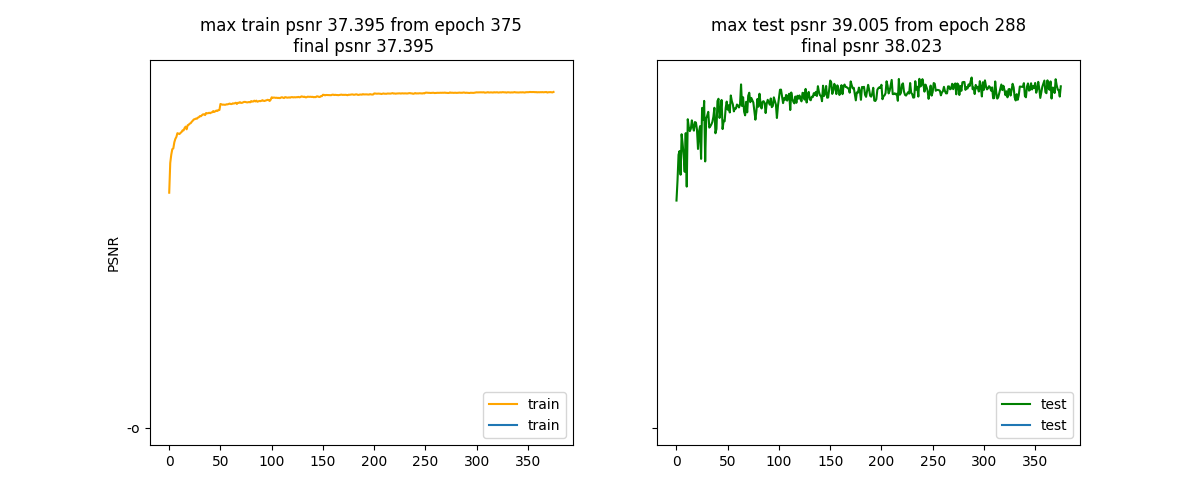 max train psnr 37.395 from epoch 375
final psnr 37.395
max test psnr 39.005 from epoch 288
final psnr 38.023
PSNR
-o
train
train
0 50 100 150 200 250 300 350
test
test
0 50 100 150 200 250 300 350